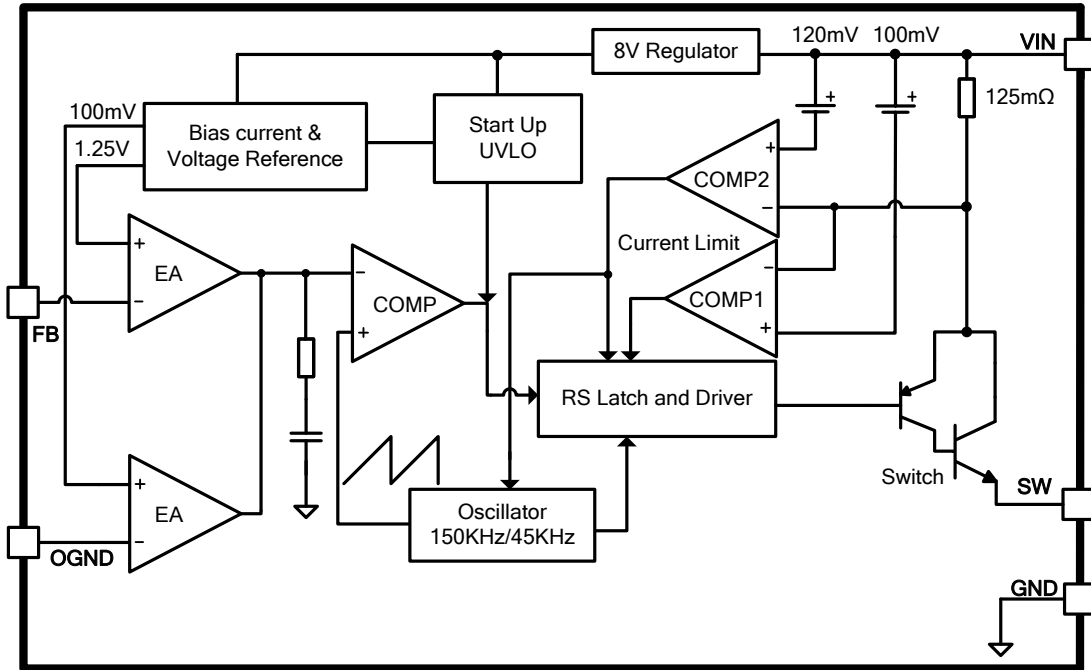 120mV
100mV
VIN
8V Regulator
125mΩ
100mV
1.25V
Bias current &
Voltage Reference
Start Up
UVLO
+
+
+
COMP2
−
Current Limit
−
COMP1
+
+
EA
−
FB
−
COMP
+
RS Latch and Driver
Switch
SW
+
EA
−
OGND
Oscillator
150KHz/45KHz
GND